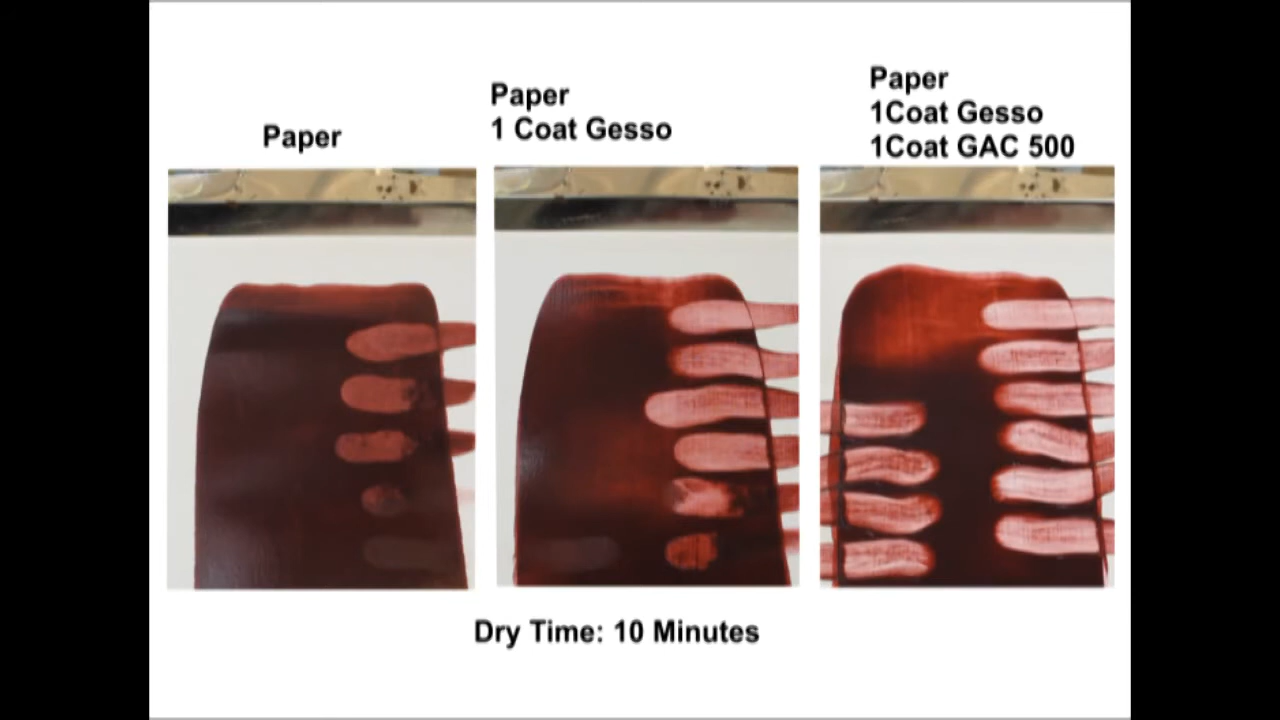 Paper
Paper
1 Coat Gesso
Paper
1Coat Gesso
1Coat GAC 500
Dry Time: 10 Minutes